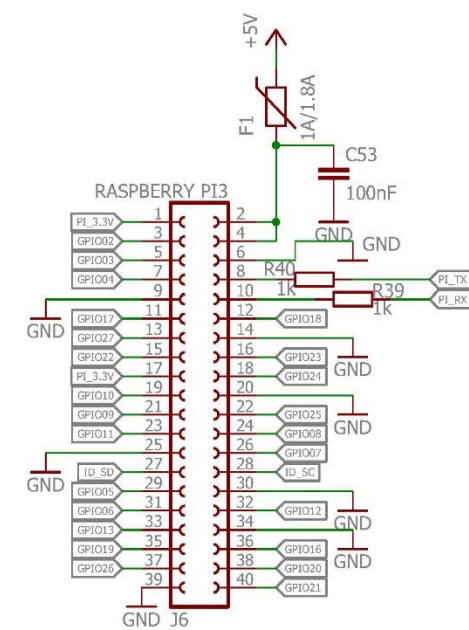 +5V
F1
1A/1.8A
C53
100nF
GND
RASPBERRY PI3
PI_3.3V 1 2
GPIO02 3 4
GND
GPIO03 5 6
R40
GPIO04 7 8 PI_TX
1k
R39
9 10 PI_RX
1k
GND
GPIO17 11 12 GPIO18
GPIO27 13 14
GPIO22 15 16 GPIO23
GND
PI_3.3V 17 18 GPIO24
GPIO10 19 20
GPIO09 21 22 GPIO25
GND
GPIO11 23 24 GPIO08
25 26 GPIO07
ID_SD 27 28 ID_SC
GND
GPIO05 29 30
GPIO06 31 32 GPIO12
GND
GPIO13 33 34
GPIO19 35 36 GPIO16
GND
GPIO26 37 38 GPIO20
39 40 GPIO21
GND J6